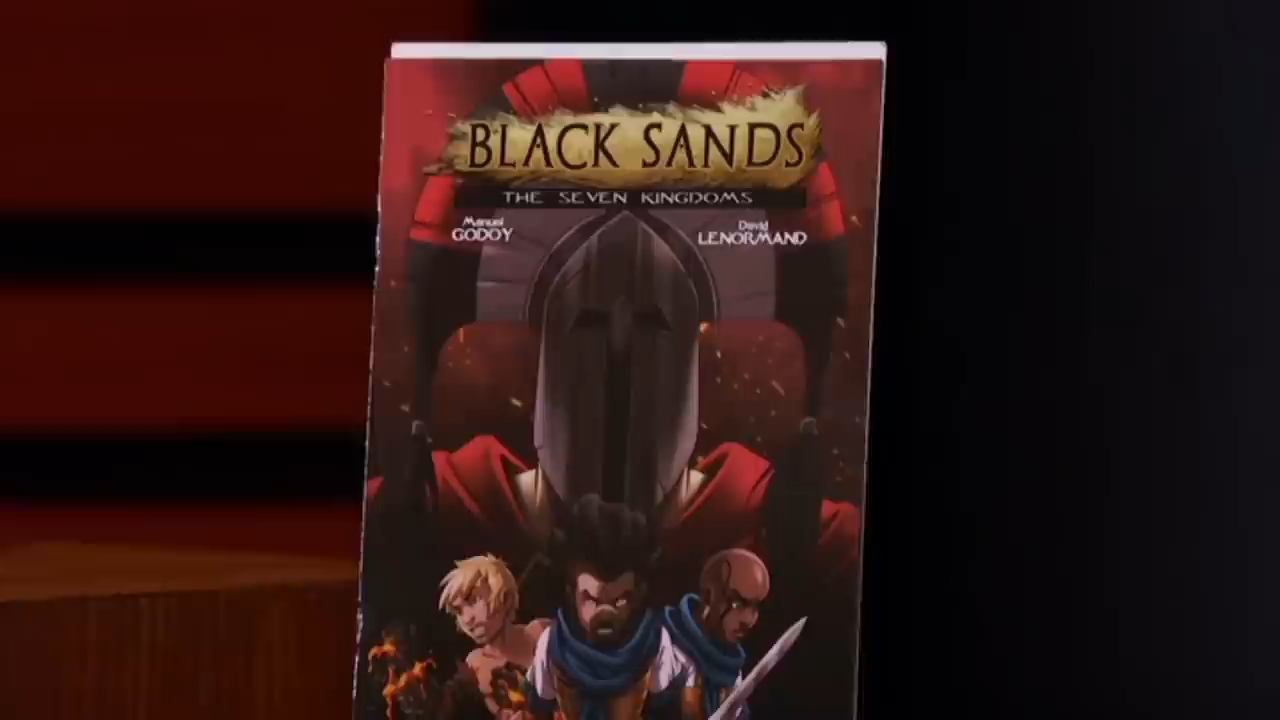 BLACK SANDS
THE SEVEN KINGDOMS
Manuel
GODOY
David
LENORMAND